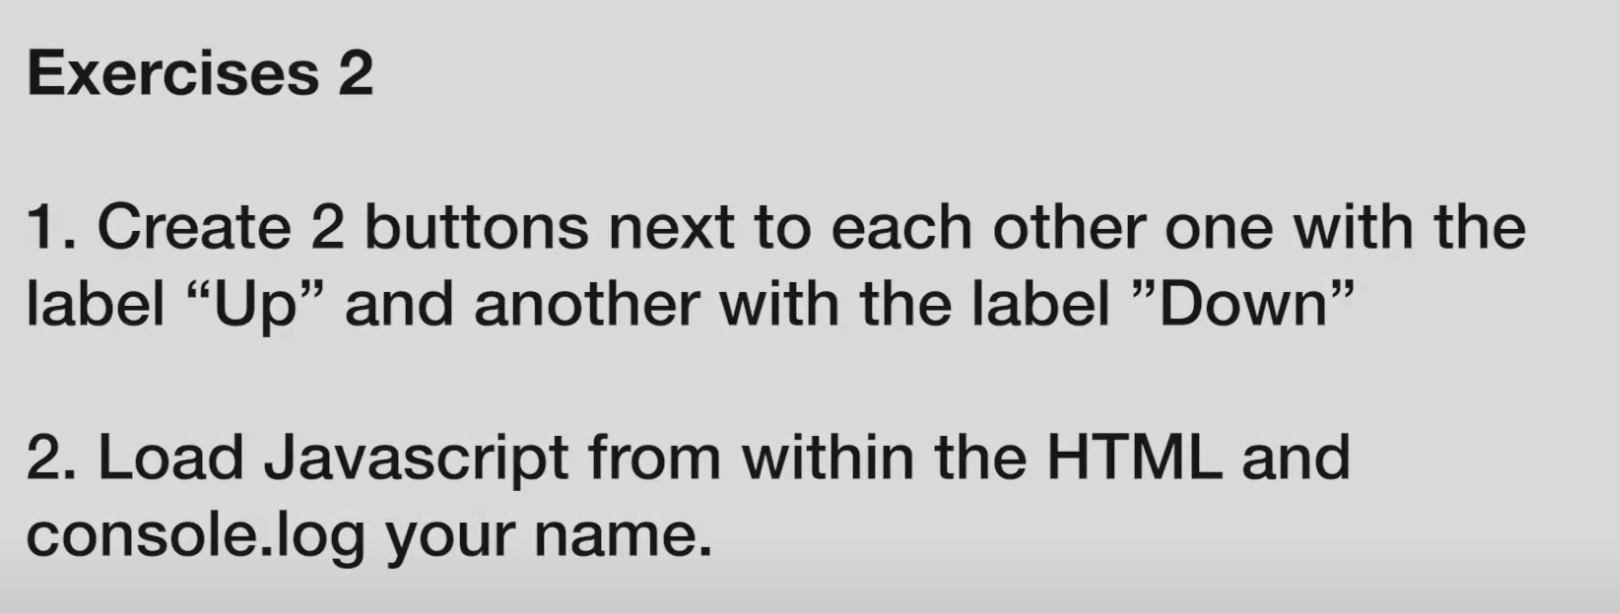 Exercises 2
1. Create 2 buttons next to each other one with the
label “Up” and another with the label ”Down”
2. Load Javascript from within the HTML and
console.log your name.